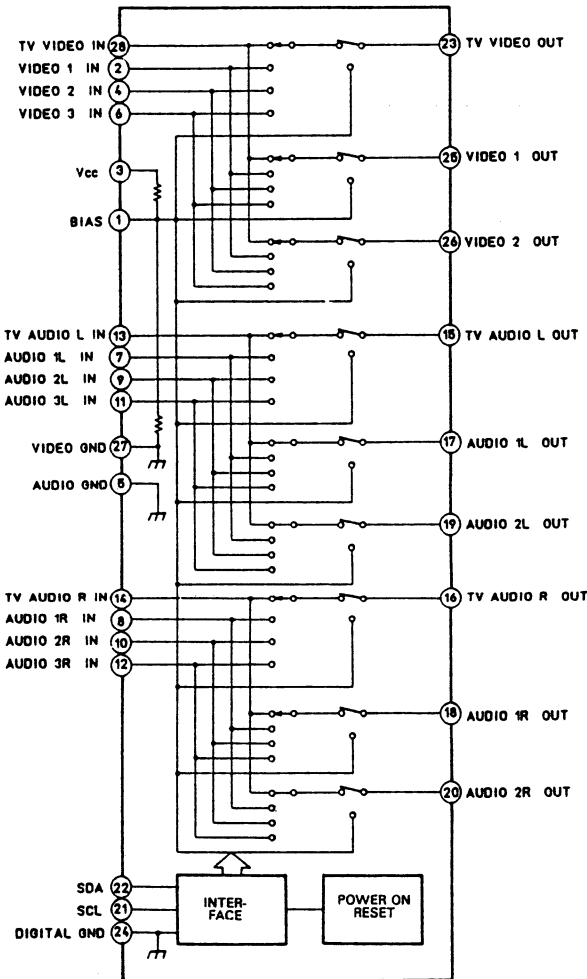 TV VIDEO IN 28
VIDEO 1 IN 2
VIDEO 2 IN 4
VIDEO 3 IN 6
Vcc 3
BIAS 1
TV AUDIO L IN 13
AUDIO 1L IN 7
AUDIO 2L IN 9
AUDIO 3L IN 11
VIDEO GND 27
AUDIO GND 5
TV AUDIO R IN 14
AUDIO 1R IN 8
AUDIO 2R IN 10
AUDIO 3R IN 12
SDA 22
SCL 21
DIGITAL GND 24
INTER-
FACE
POWER ON
RESET
23 TV VIDEO OUT
25 VIDEO 1 OUT
26 VIDEO 2 OUT
15 TV AUDIO L OUT
17 AUDIO 1L OUT
19 AUDIO 2L OUT
16 TV AUDIO R OUT
18 AUDIO 1R OUT
20 AUDIO 2R OUT